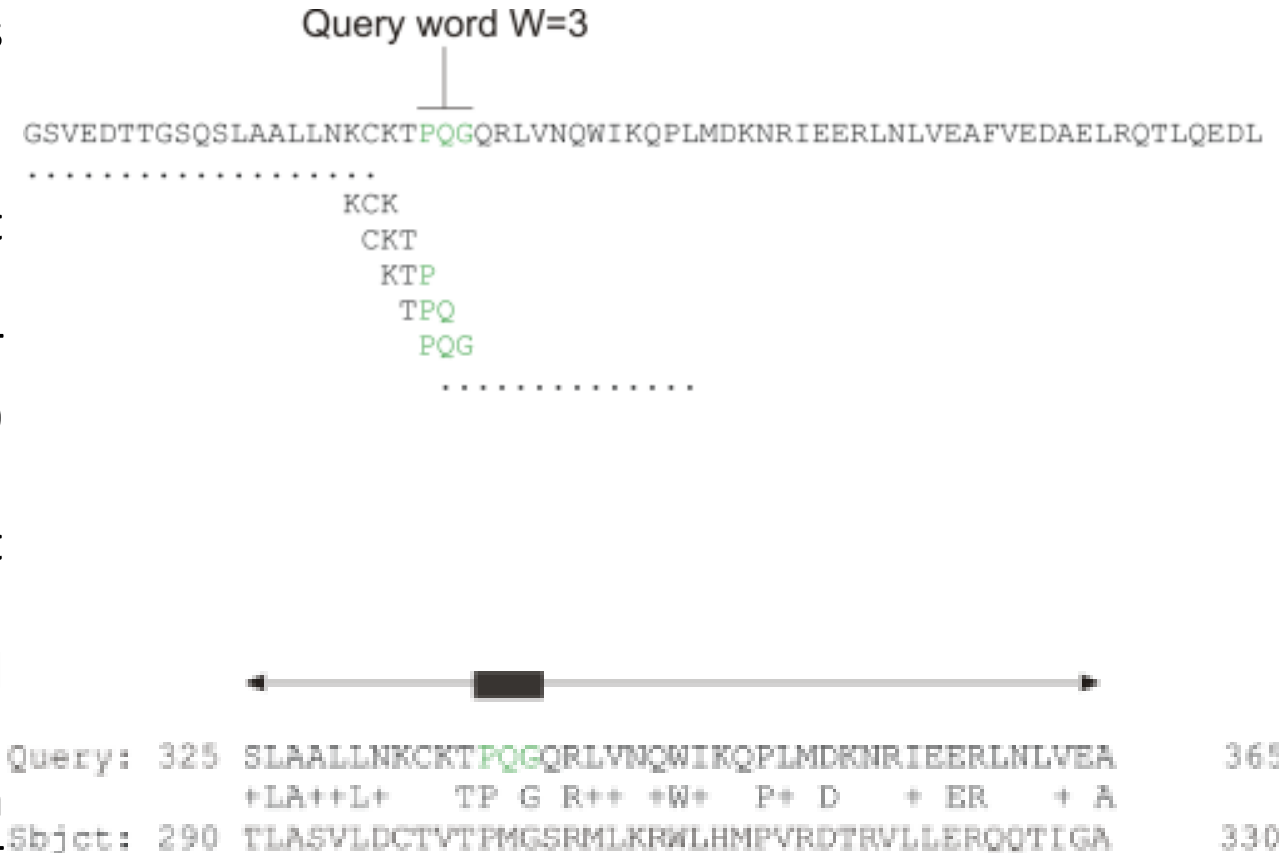 Query word W=3
GSVEDTTGSQSLAALLNKCKTPQGQRLVNQWIKQPLMDKNRIEERLNLVEAFVEDAELRQTLQEDL
...................
KCK
CKT
KTP
TPQ
PQG
..............
Query: 325 SLAALLNKCKTPQGQRLVNQWIKQPLMDKNRIEERLNLVEA 365
+LA++L+ TP G R++ +W+ P+ D + ER + A
Sbjct: 290 TLASVLDCTVTPMGSRMLKRWLHMPVRDTRVLLERQQTIGA 330